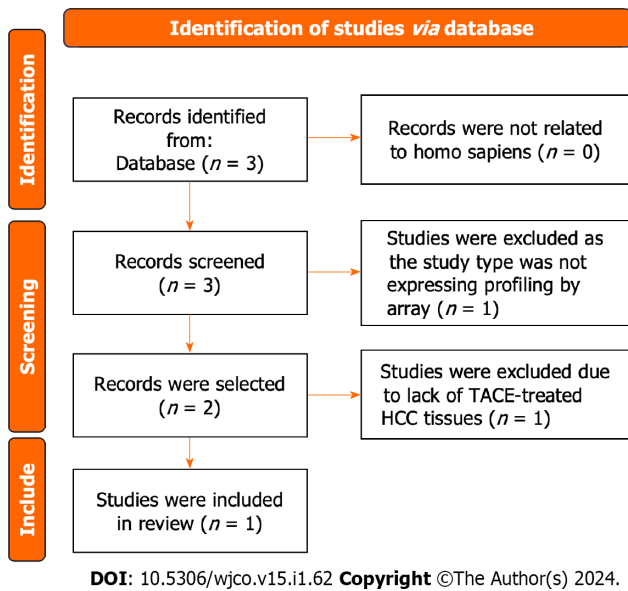 Identification of studies via database
Identification
Records identified
from:
Database (n = 3)
Records were not related
to homo sapiens (n = 0)
Screening
Records screened
(n = 3)
Studies were excluded as
the study type was not
expressing profiling by
array (n = 1)
Records were selected
(n = 2)
Studies were excluded due
to lack of TACE-treated
HCC tissues (n = 1)
Include
Studies were included
in review (n = 1)
DOI: 10.5306/wjco.v15.i1.62 Copyright ©The Author(s) 2024.